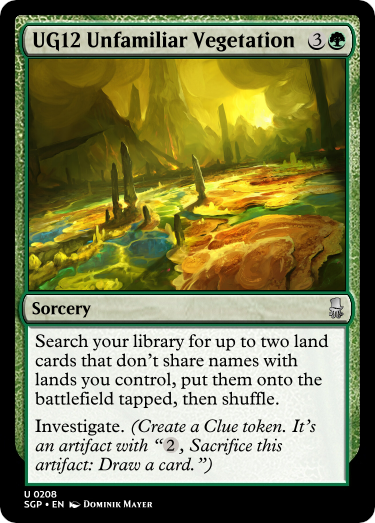 UG12 Unfamiliar Vegetation 3
Sorcery
Search your library for up to two land
cards that don't share names with
lands you control, put them onto the
battlefield tapped, then shuffle.
Investigate. (Create a Clue token. It's
an artifact with “2, Sacrifice this
artifact: Draw a card.”)
U 0208
SGP • EN Dominik Mayer